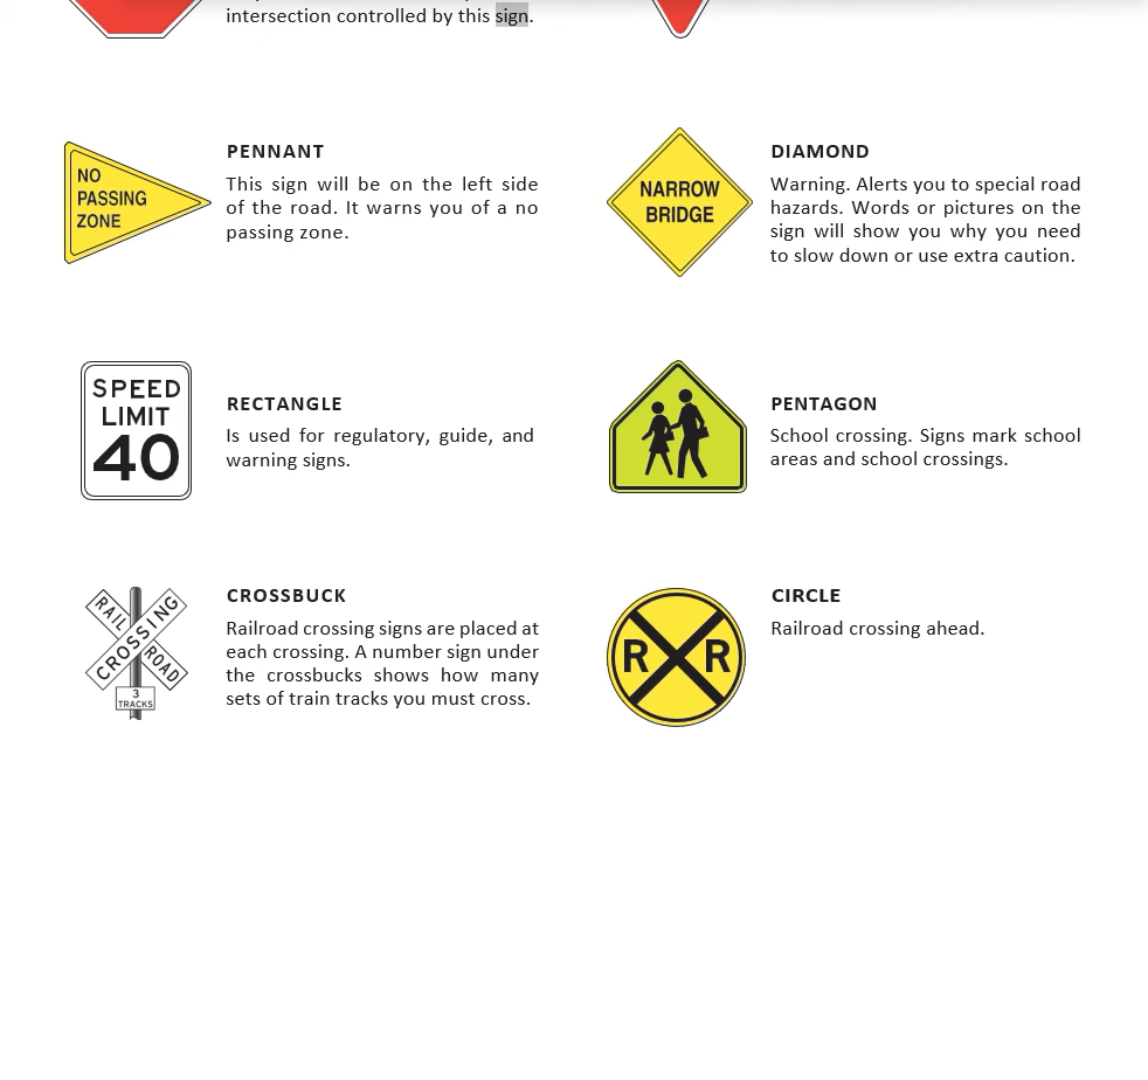 intersection controlled by this sign.
NO
PASSING
ZONE
PENNANT
This sign will be on the left side
of the road. It warns you of a no
passing zone.
NARROW
BRIDGE
DIAMOND
Warning. Alerts you to special road
hazards. Words or pictures on the
sign will show you why you need
to slow down or use extra caution.
SPEED
LIMIT
40
RECTANGLE
Is used for regulatory, guide, and
warning signs.
PENTAGON
School crossing. Signs mark school
areas and school crossings.
RAIL ROAD
CROSSING
3
TRACKS
CROSSBUCK
Railroad crossing signs are placed at
each crossing. A number sign under
the crossbucks shows how many
sets of train tracks you must cross.
R R
CIRCLE
Railroad crossing ahead.